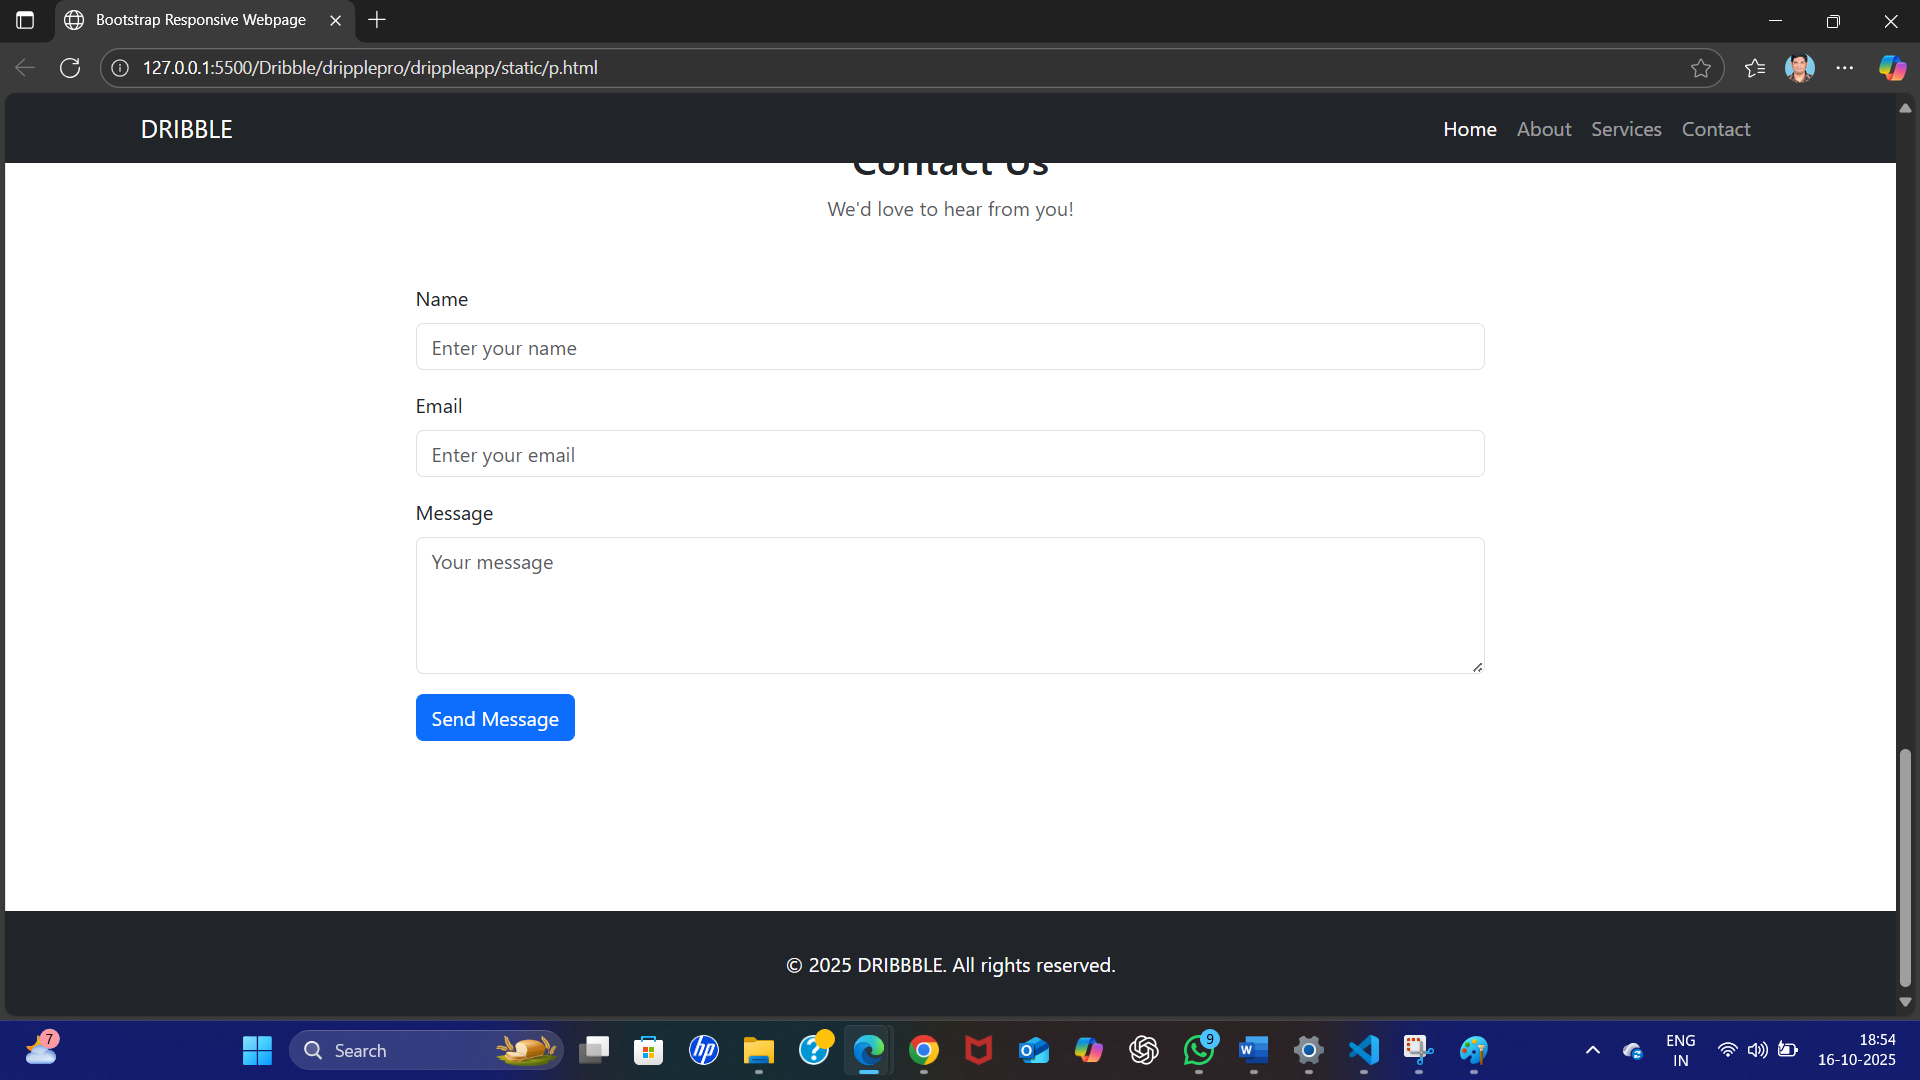 Bootstrap Responsive Webpage
127.0.0.1:5500/Dribble/dripplepro/drippleapp/static/p.html
DRIBBLE
Home About Services Contact
Contact Us
We'd love to hear from you!
Name
Enter your name
Email
Enter your email
Message
Your message
Send Message
© 2025 DRIBBBLE. All rights reserved.
7
Search
hp
9
ENG
IN
18:54
16-10-2025